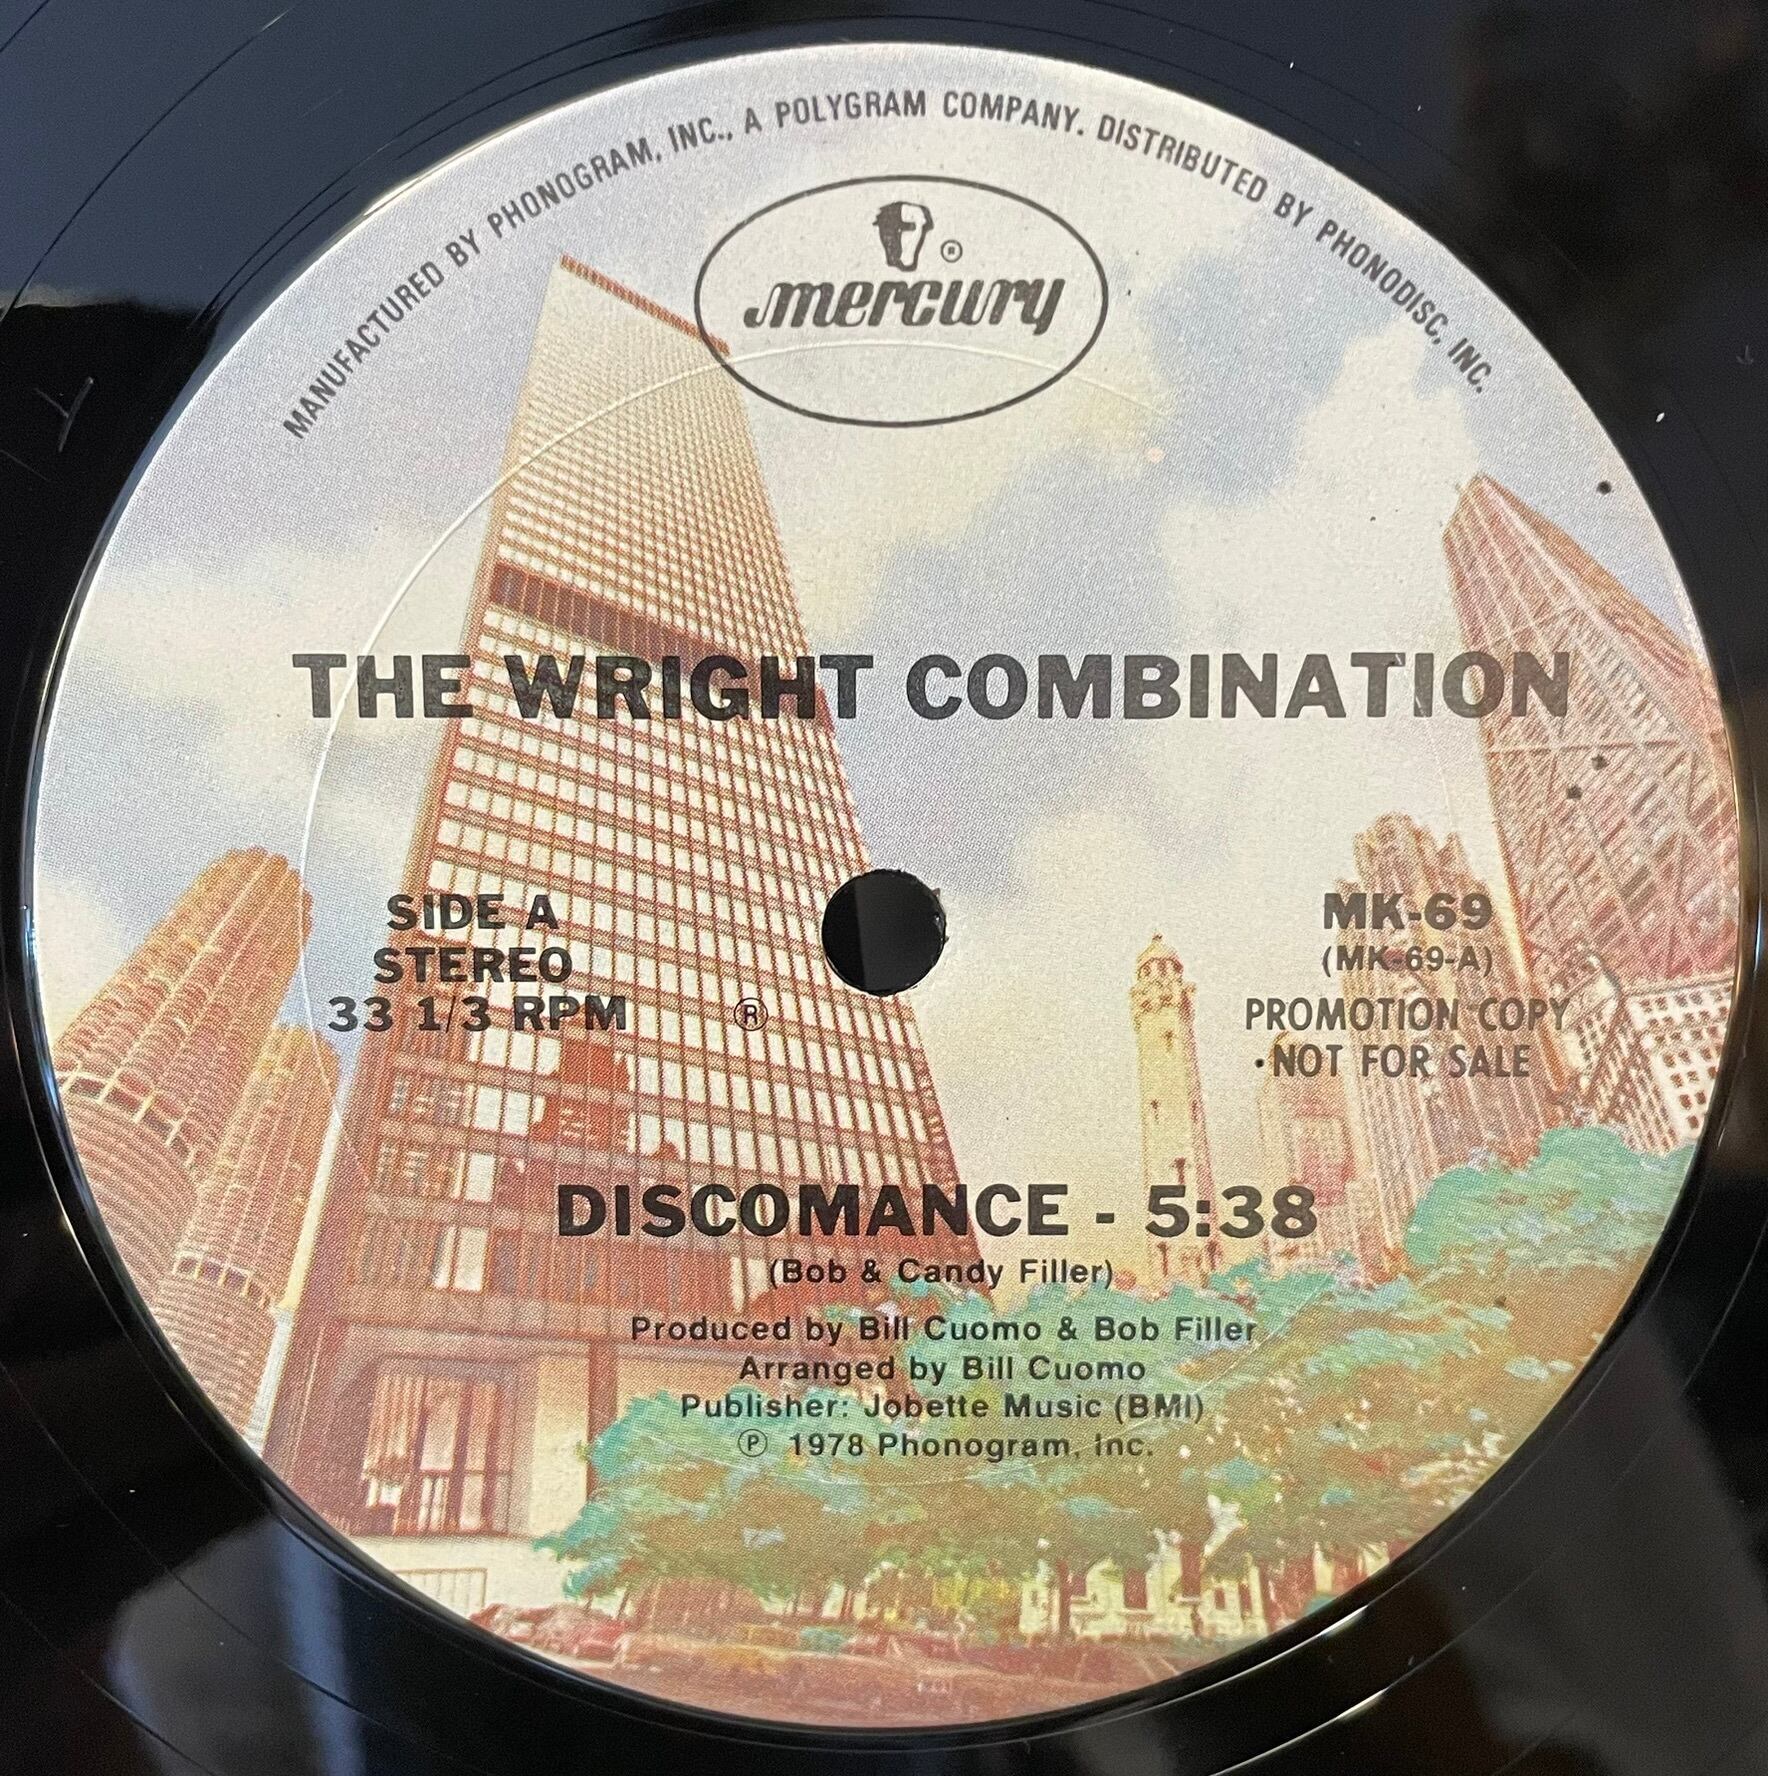 MANUFACTURED BY PHONOGRAM, INC., A POLYGRAM COMPANY. DISTRIBUTED BY PHONODISC, INC.
®
mercury
THE WRIGHT COMBINATION
SIDE A
STEREO
33 1/3 RPM
®
MK-69
(MK-69-A)
PROMOTION COPY
·NOT FOR SALE
DISCOMANCE - 5:38
(Bob & Candy Filler)
Produced by Bill Cuomo & Bob Filler
Arranged by Bill Cuomo
Publisher: Jobette Music (BMI)
℗ 1978 Phonogram, Inc.